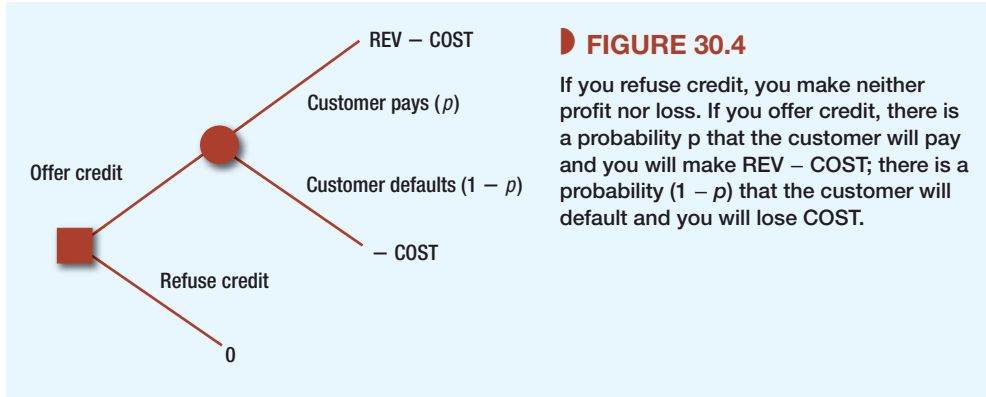 REV – COST
Customer pays (p)
Offer credit
Customer defaults (1 – p)
– COST
Refuse credit
0
FIGURE 30.4
If you refuse credit, you make neither
profit nor loss. If you offer credit, there is
a probability p that the customer will pay
and you will make REV – COST; there is a
probability (1 – p) that the customer will
default and you will lose COST.